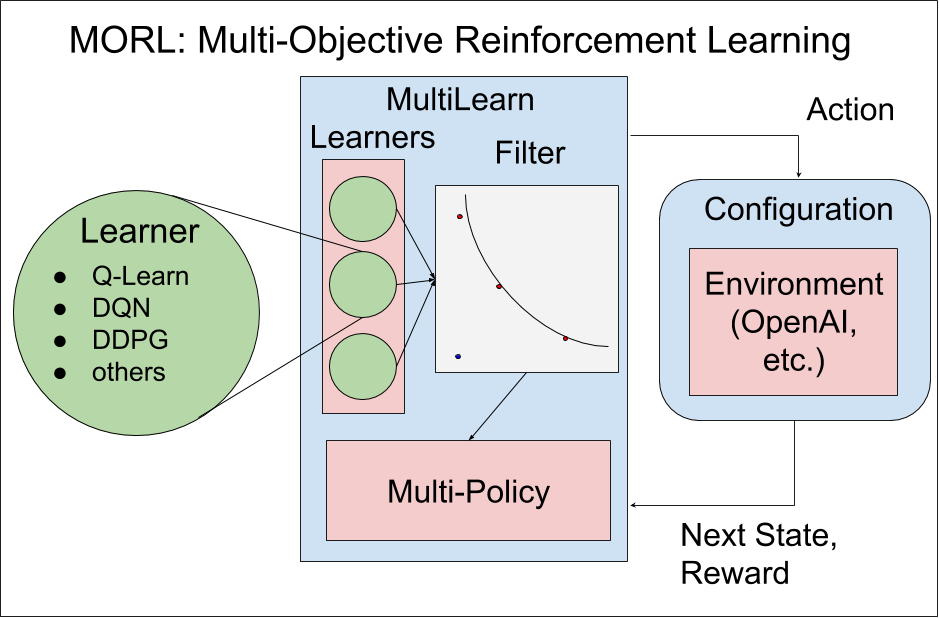 MORL: Multi-Objective Reinforcement Learning
MultiLearn
Learners
Filter
Action
Learner
● Q-Learn
● DQN
● DDPG
● others
Configuration
Environment
(OpenAI,
etc.)
Multi-Policy
Next State,
Reward